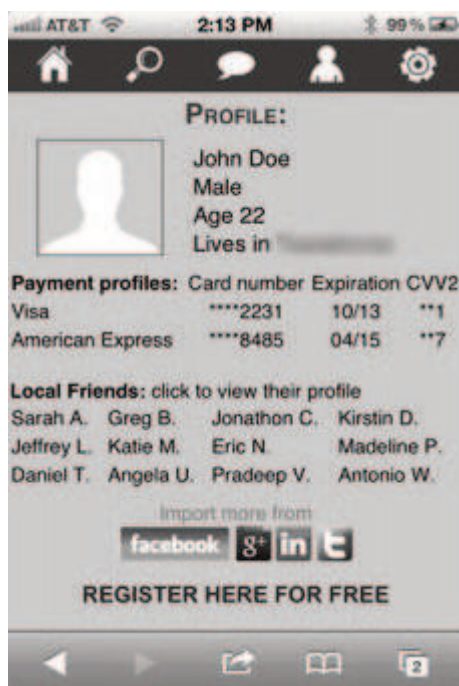 AT&T 2:13 PM 99%
PROFILE:
John Doe
Male
Age 22
Lives in
Payment profiles: Card number Expiration CVV2
Visa ****2231 10/13 **1
American Express ****8485 04/15 **7
Local Friends: click to view their profile
Sarah A. Greg B. Jonathon C. Kirstin D.
Jeffrey L. Katie M. Eric N. Madeline P.
Daniel T. Angela U. Pradeep V. Antonio W.
Import more from
facebook g+ in t
REGISTER HERE FOR FREE
2